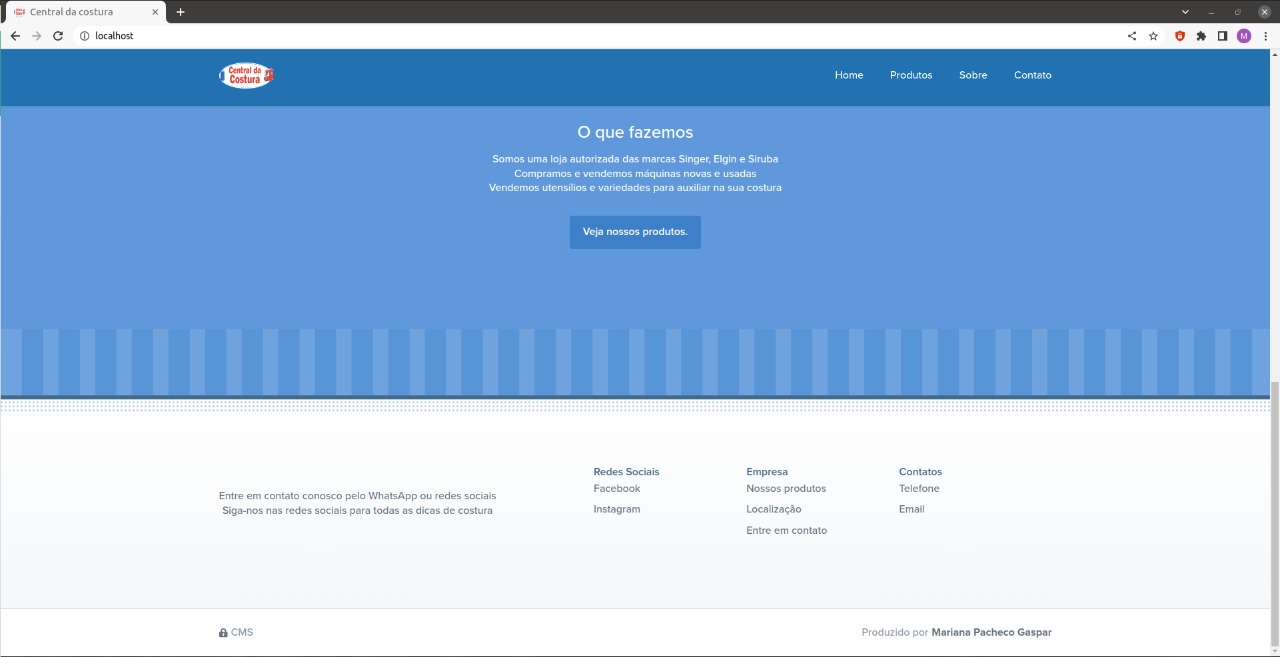 Central da costura
localhost
M
Central da
Costura
Home
Produtos
Sobre
Contato
O que fazemos
Somos uma loja autorizada das marcas Singer, Elgin e Siruba
Compramos e vendemos máquinas novas e usadas
Vendemos utensílios e variedades para auxiliar na sua costura
Veja nossos produtos.
Entre em contato conosco pelo WhatsApp ou redes sociais
Siga-nos nas redes sociais para todas as dicas de costura
Redes Sociais
Facebook
Instagram
Empresa
Nossos produtos
Localização
Entre em contato
Contatos
Telefone
Email
CMS
Produzido por Mariana Pacheco Gaspar